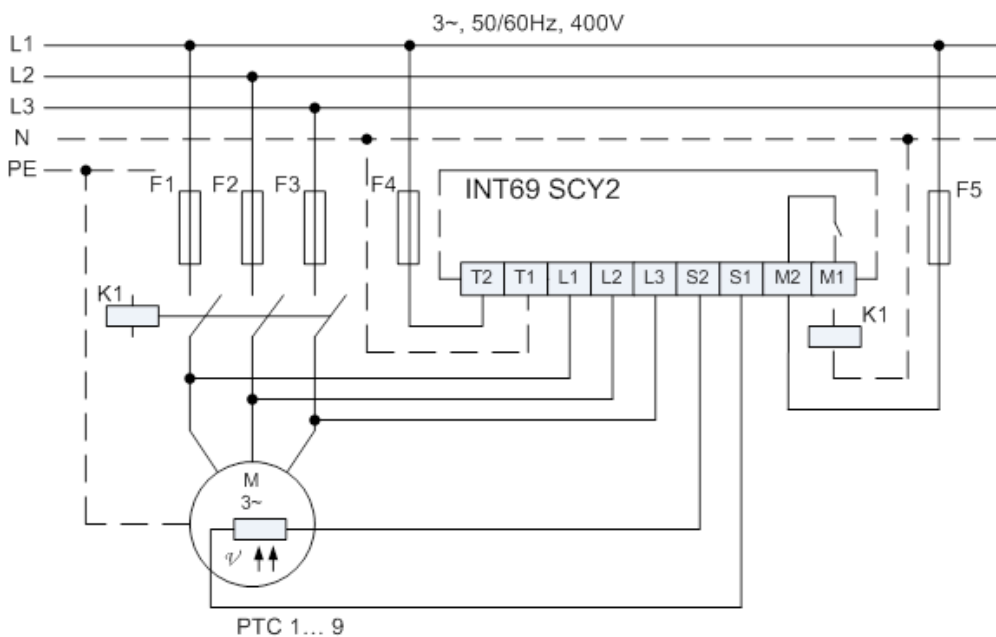 3~, 50/60Hz, 400V
L1
L2
L3
N
PE
F1
F2
F3
F4
INT69 SCY2
F5
T2 T1 L1 L2 L3 S2 S1 M2 M1
K1
K1
M
3~
ν
PTC 1... 9